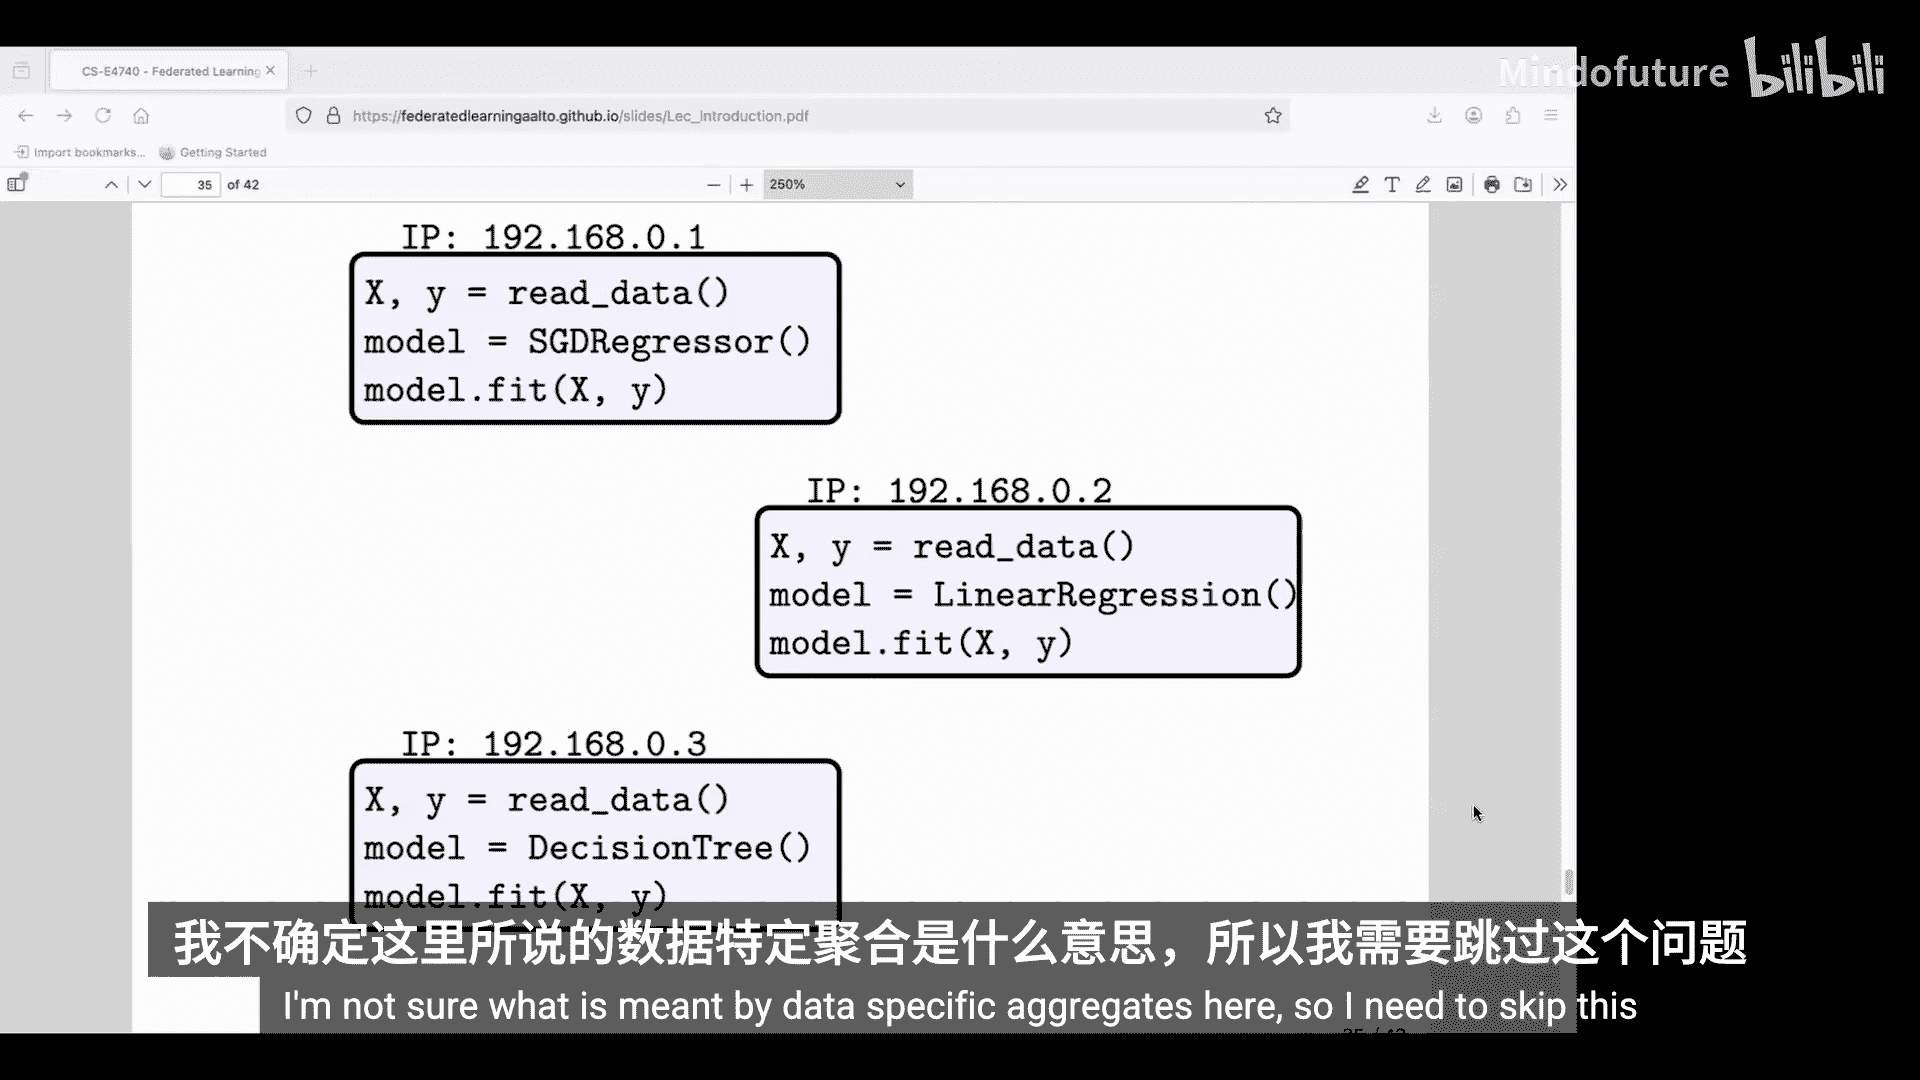 Mindofuture bilibili
CS-E4740 - Federated Learning
https://federatedlearningaalto.github.io/slides/Lec_Introduction.pdf
Import bookmarks... Getting Started
35 of 42 250%
IP: 192.168.0.1
X, y = read_data()
model = SGDRegressor()
model.fit(X, y)
IP: 192.168.0.2
X, y = read_data()
model = LinearRegression()
model.fit(X, y)
IP: 192.168.0.3
X, y = read_data()
model = DecisionTree()
model.fit(X, y)
我不确定这里所说的数据特定聚合是什么意思，所以我需要跳过这个问题
I'm not sure what is meant by data specific aggregates here, so I need to skip this
35 / 42